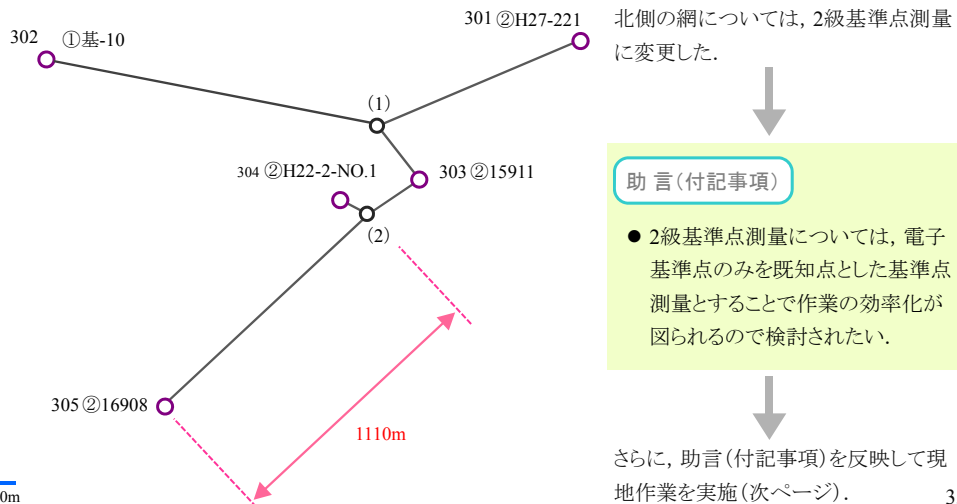 301 ②H27-221
302 ①基-10
(1)
304 ②H22-2-NO.1
303 ②15911
(2)
305 ②16908
1110m
0m
北側の網については, 2級基準点測量
に変更した.
助 言(付記事項)
● 2級基準点測量については, 電子
基準点のみを既知点とした基準点
測量とすることで作業の効率化が
図られるので検討されたい.
さらに, 助言(付記事項)を反映して現
地作業を実施(次ページ).
3